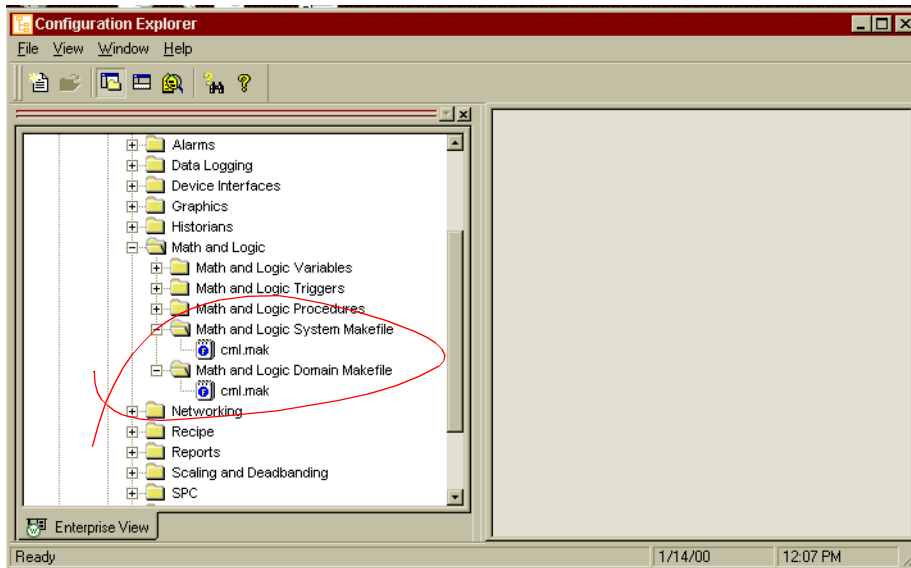 Configuration Explorer
File View Window Help
Alarms
Data Logging
Device Interfaces
Graphics
Historians
Math and Logic
Math and Logic Variables
Math and Logic Triggers
Math and Logic Procedures
Math and Logic System Makefile
cml.mak
Math and Logic Domain Makefile
cml.mak
Networking
Recipe
Reports
Scaling and Deadbanding
SPC
Enterprise View
Ready 1/14/00 12:07 PM